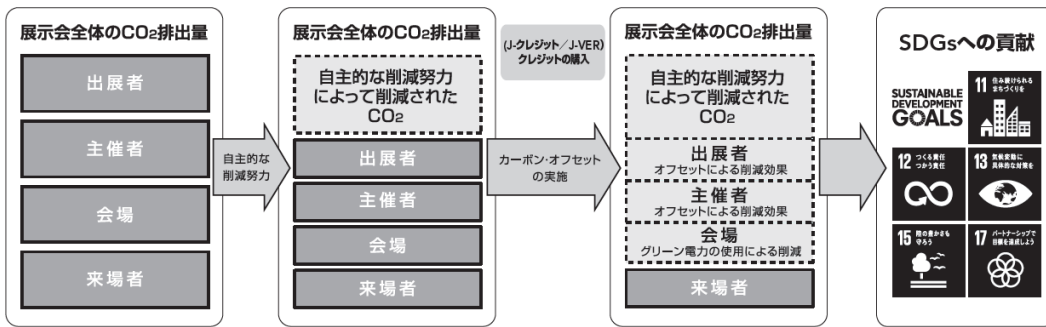 展示会全体のCO2排出量
出展者
主催者
会場
来場者
自主的な
削減努力
展示会全体のCO2排出量
自主的な削減努力
によって削減された
CO2
出展者
主催者
会場
来場者
(J-クレジット/J-VER)
クレジットの購入
カーボン・オフセット
の実施
展示会全体のCO2排出量
自主的な削減努力
によって削減された
CO2
出展者
オフセットによる削減効果
主催者
オフセットによる削減効果
会場
グリーン電力の使用による削減
来場者
SDGsへの貢献
SUSTAINABLE
DEVELOPMENT
GOALS
11 住み続けられる
まちづくりを
12 つくる責任
つかう責任
13 気候変動に
具体的な対策を
15 陸の豊かさも
守ろう
17 パートナーシップで
目標を達成しよう